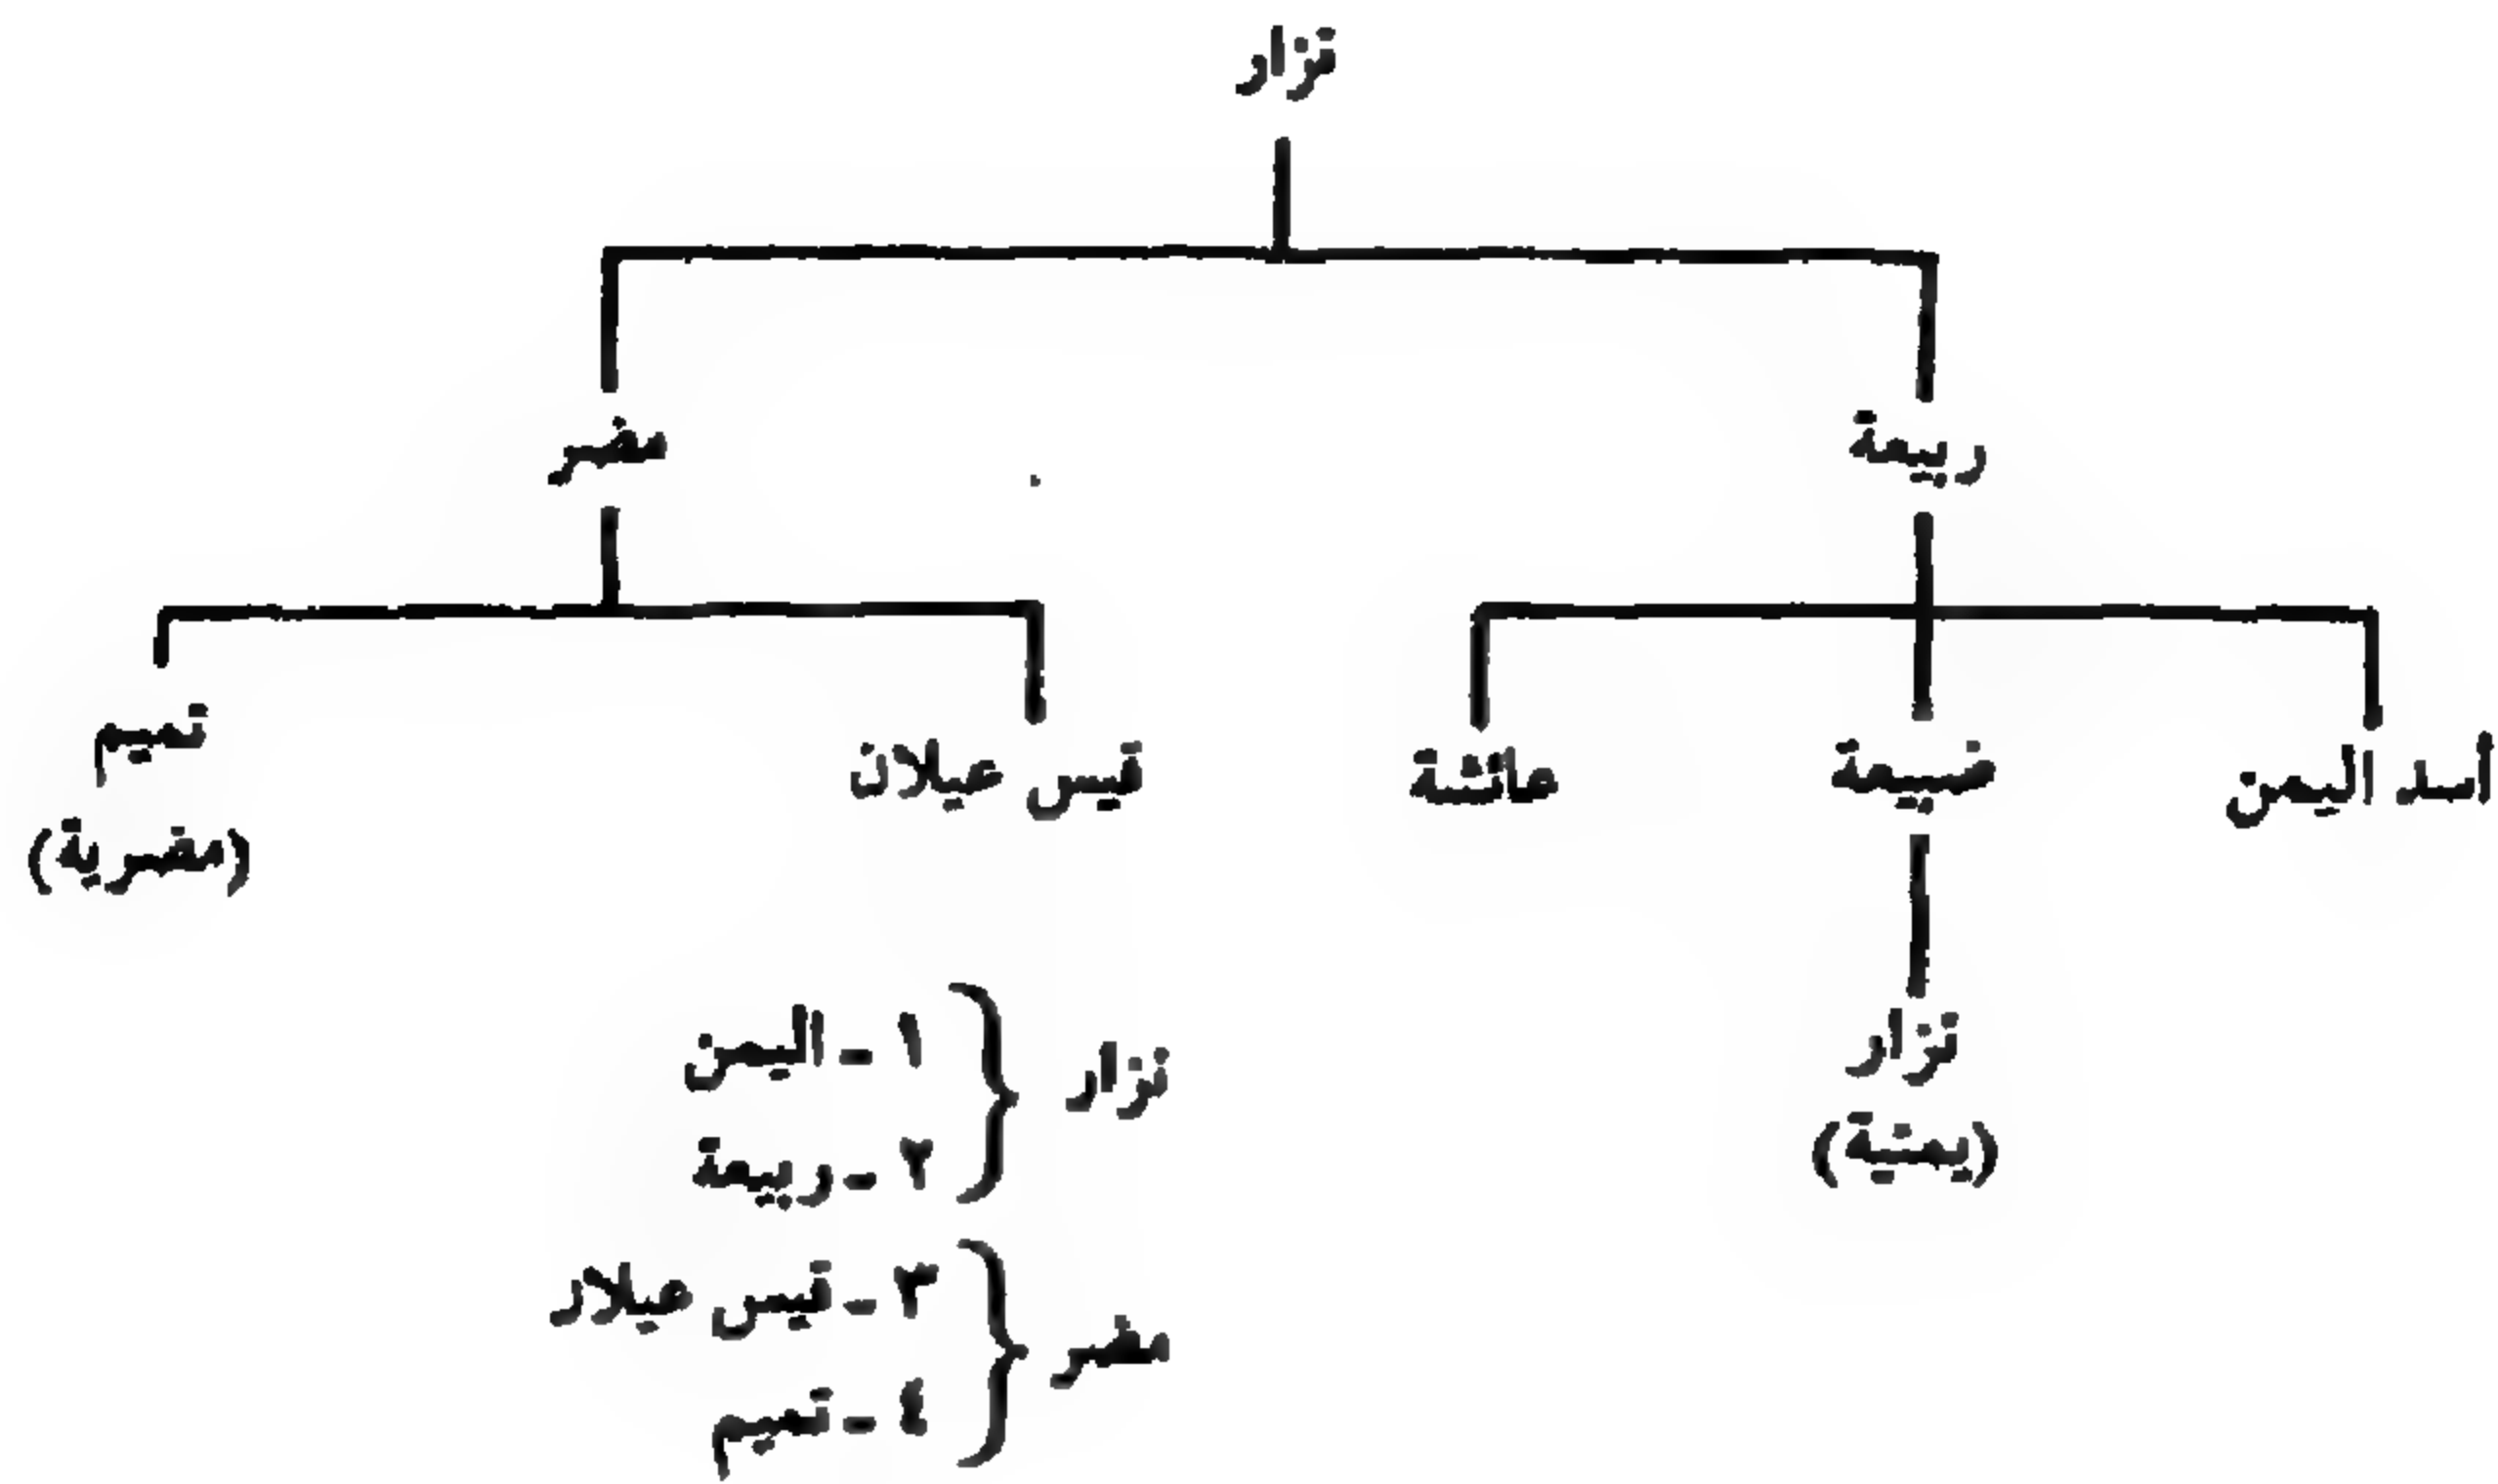 نزار
ربيعة
مضر
أسد اليمن
ضبيعة
عائشة
قيس عيلان
تميم
(مضرية)
نزار
(يمنية)
نزار
١ - اليمن
٢ - ربيعة
مضر
٣ - قيس عيلان
٤ - تميم